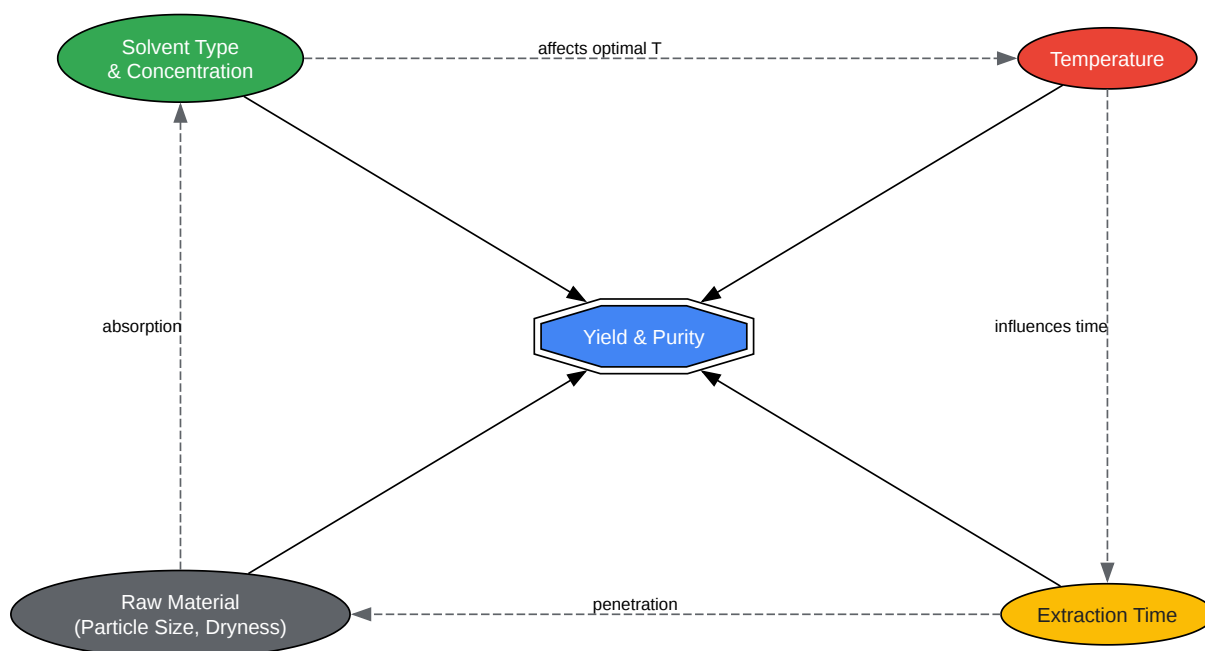 Solvent Type
& Concentration
affects optimal T
Temperature
absorption
Yield & Purity
influences time
Raw Material
(Particle Size, Dryness)
penetration
Extraction Time